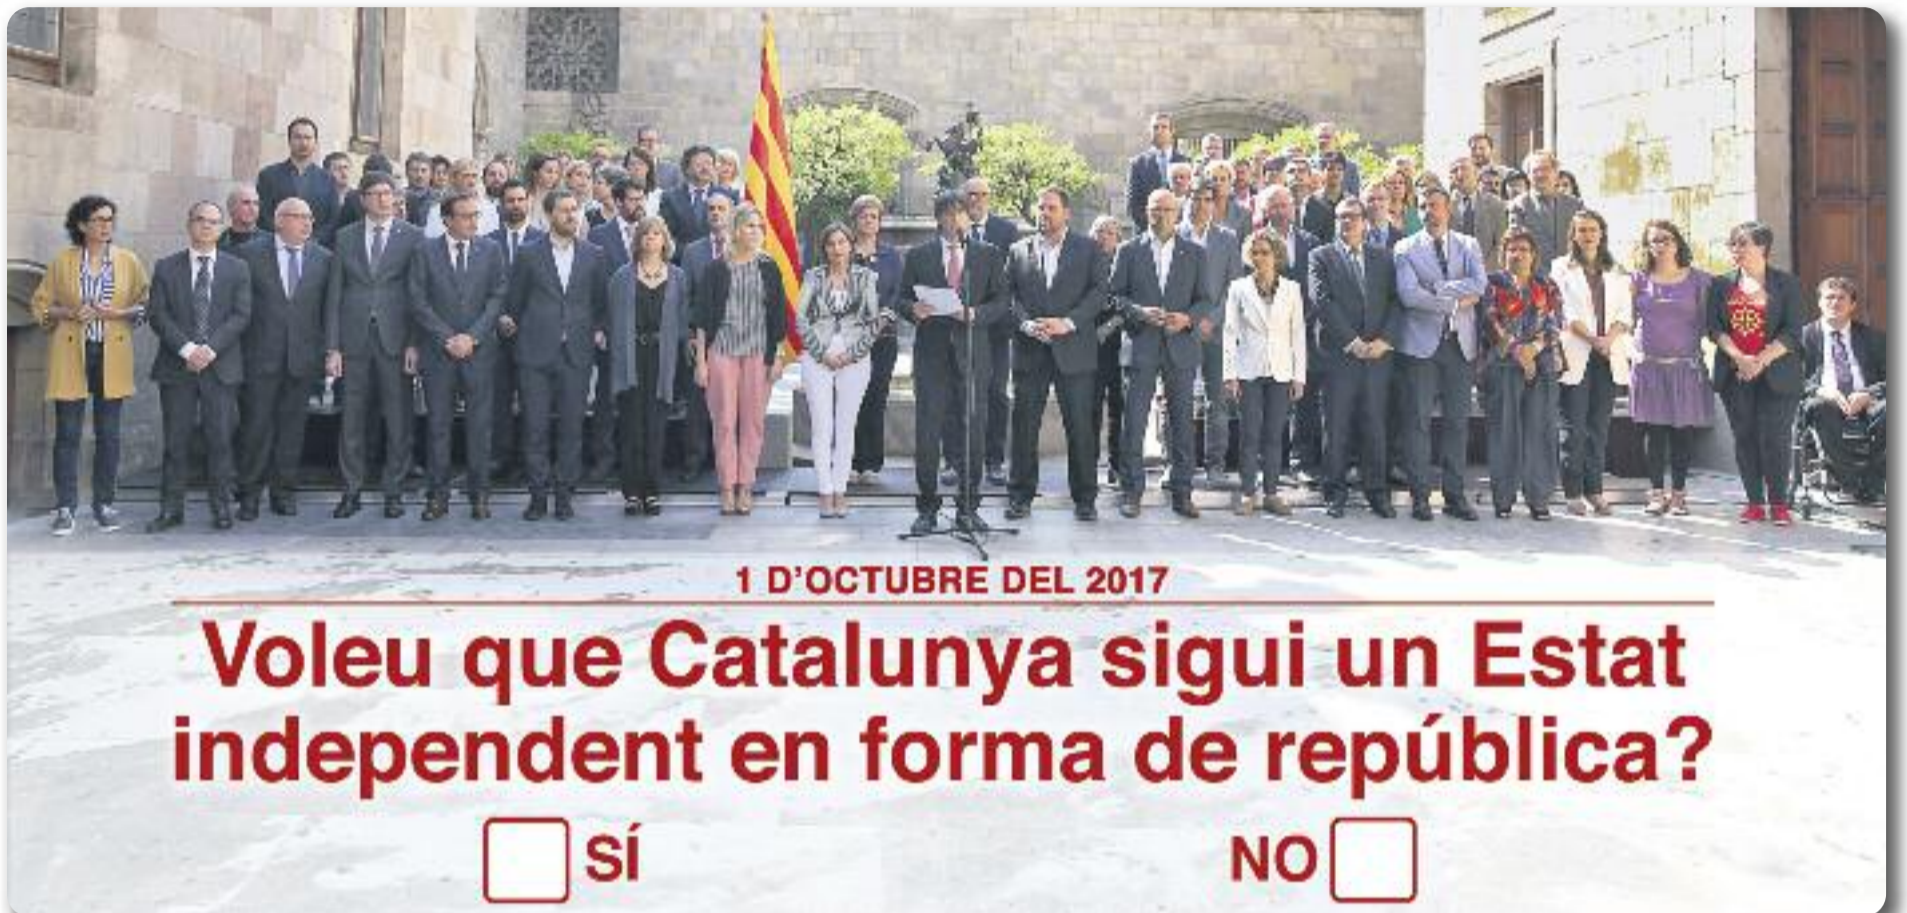 1 D'OCTUBRE DEL 2017
Voleu que Catalunya sigui un Estat
independent en forma de república?
SÍ NO